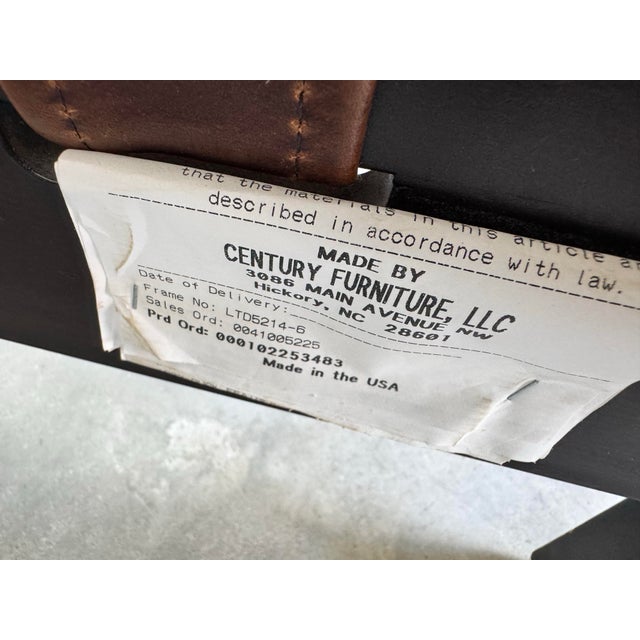 that the materials in this article are
described in accordance with law.
MADE BY
CENTURY FURNITURE, LLC
3086 MAIN AVENUE NW
Hickory, NC 28601
Date of Delivery:
Frame No: LTD5214-6
Sales Ord: 0041005225
Prd Ord: 000102253483
Made in the USA